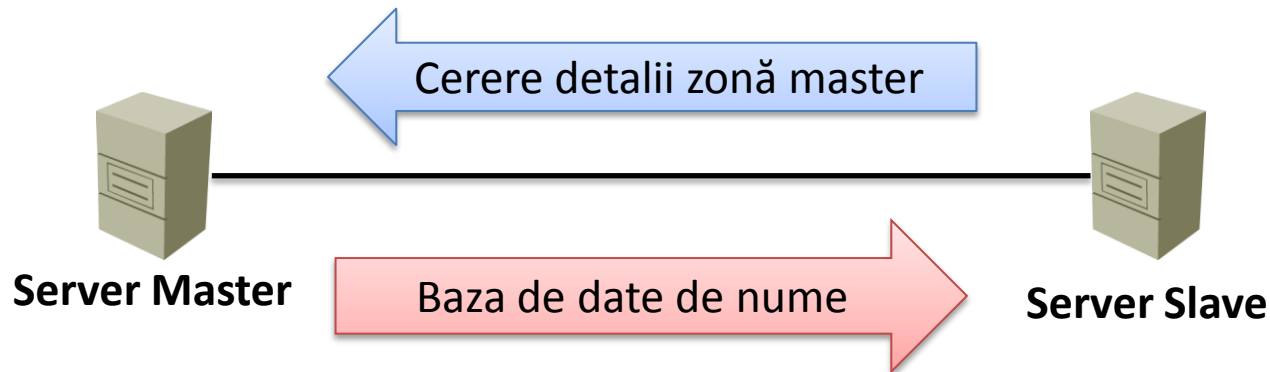 Cerere detalii zonă master
Server Master
Baza de date de nume
Server Slave